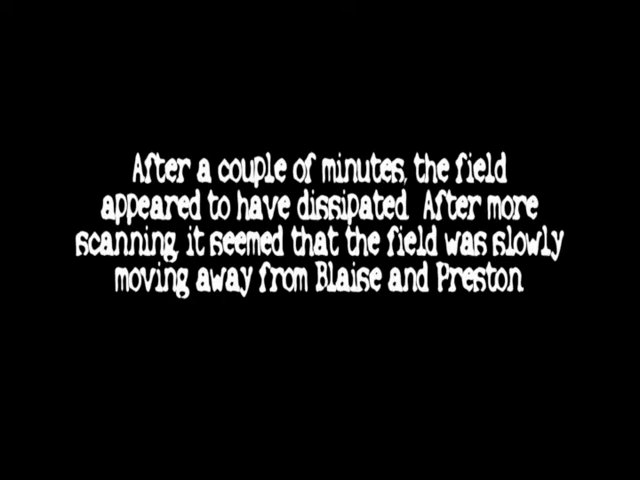 After a couple of minutes, the field
appeared to have dissipated. After more
scanning, it seemed that the field was slowly
moving away from Blaise and Preston.